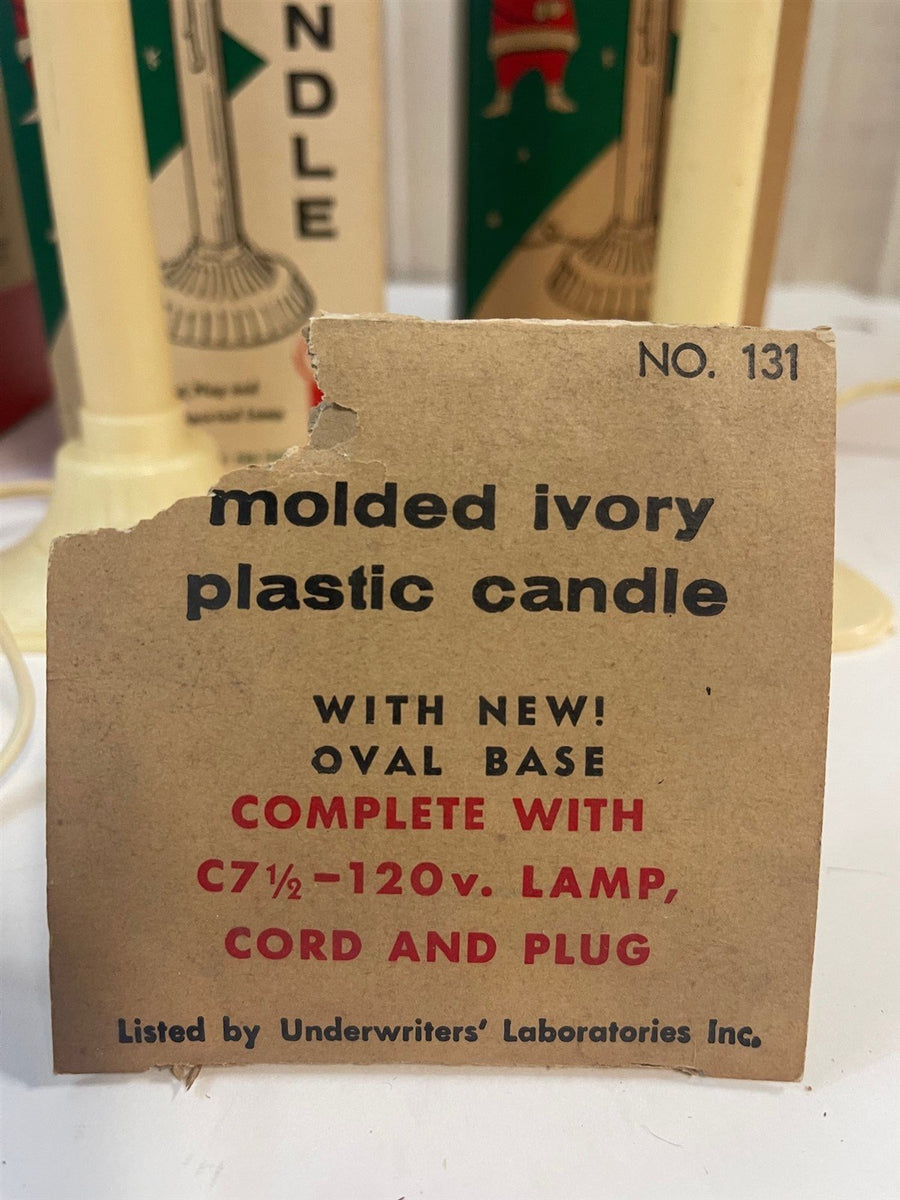 NDLE
NO. 131
molded ivory
plastic candle
WITH NEW!
OVAL BASE
COMPLETE WITH
C7½-120v. LAMP,
CORD AND PLUG
Listed by Underwriters' Laboratories Inc.